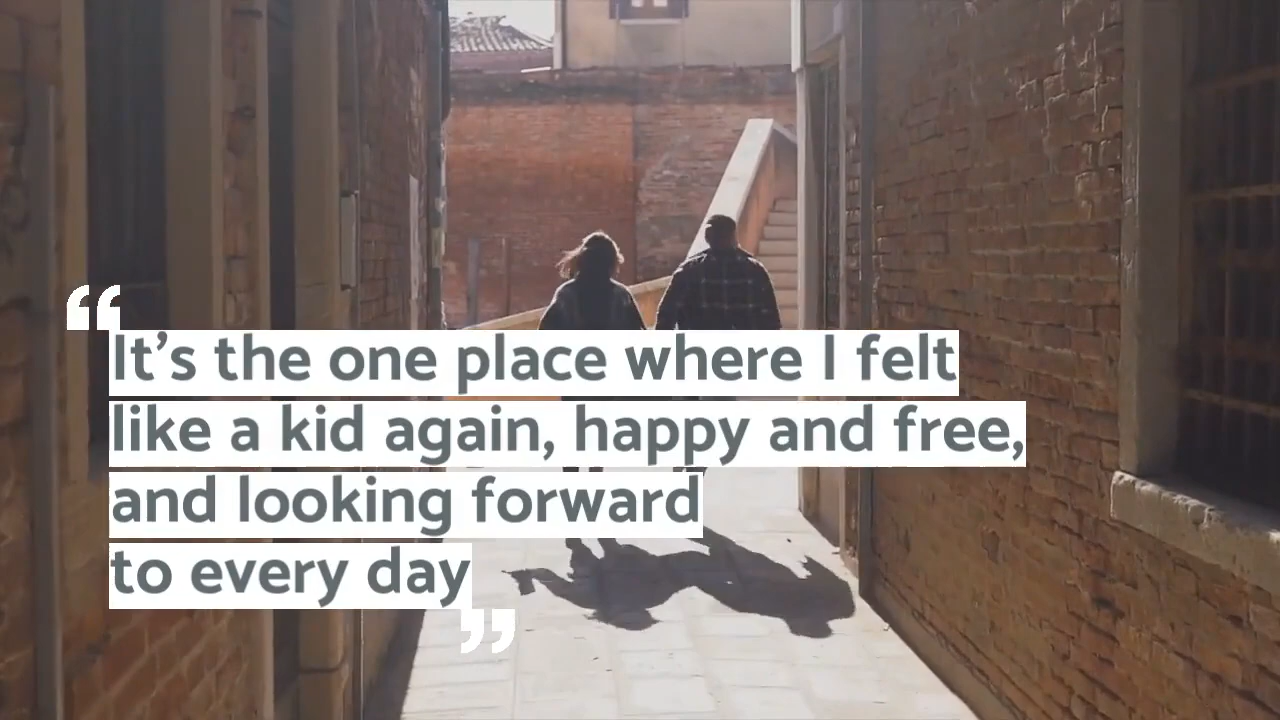 “It’s the one place where I felt
like a kid again, happy and free,
and looking forward
to every day”